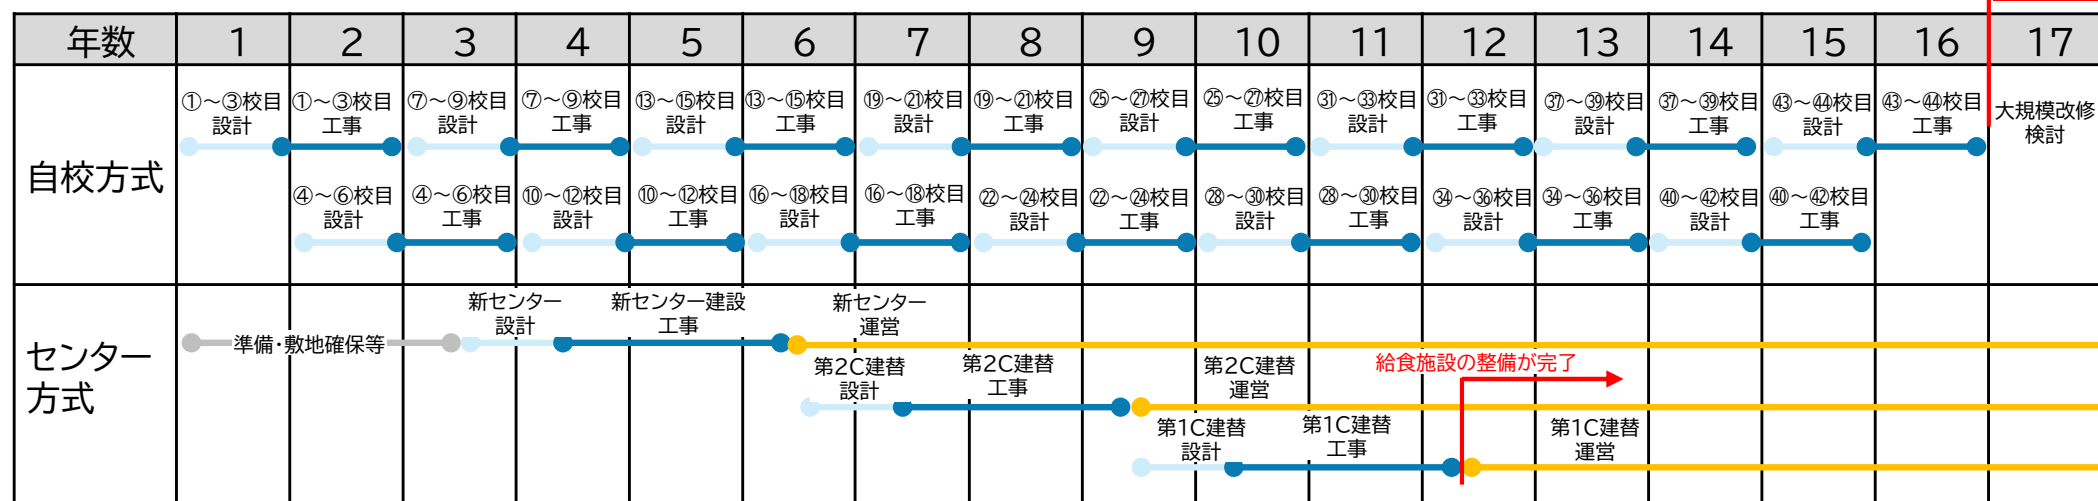 年数 1 2 3 4 5 6 7 8 9 10 11 12 13 14 15 16 17
自校方式
①～③校目
設計
①～③校目
工事
⑦～⑨校目
設計
⑦～⑨校目
工事
⑬～⑮校目
設計
⑬～⑮校目
工事
⑲～㉑校目
設計
⑲～㉑校目
工事
㉕～㉗校目
設計
㉕～㉗校目
工事
㉛～㉝校目
設計
㉛～㉝校目
工事
㊲～㊴校目
設計
㊲～㊴校目
工事
㊸～㊹校目
設計
㊸～㊹校目
工事
大規模改修
検討
④～⑥校目
設計
④～⑥校目
工事
⑩～⑫校目
設計
⑩～⑫校目
工事
⑯～⑱校目
設計
⑯～⑱校目
工事
㉒～㉔校目
設計
㉒～㉔校目
工事
㉘～㉚校目
設計
㉘～㉚校目
工事
㉞～㊱校目
設計
㉞～㊱校目
工事
㊵～㊷校目
設計
㊵～㊷校目
工事
センター
方式
準備・敷地確保等
新センター
設計
新センター建設
工事
新センター
運営
第2C建替
設計
第2C建替
工事
第2C建替
運営
給食施設の整備が完了
第1C建替
設計
第1C建替
工事
第1C建替
運営